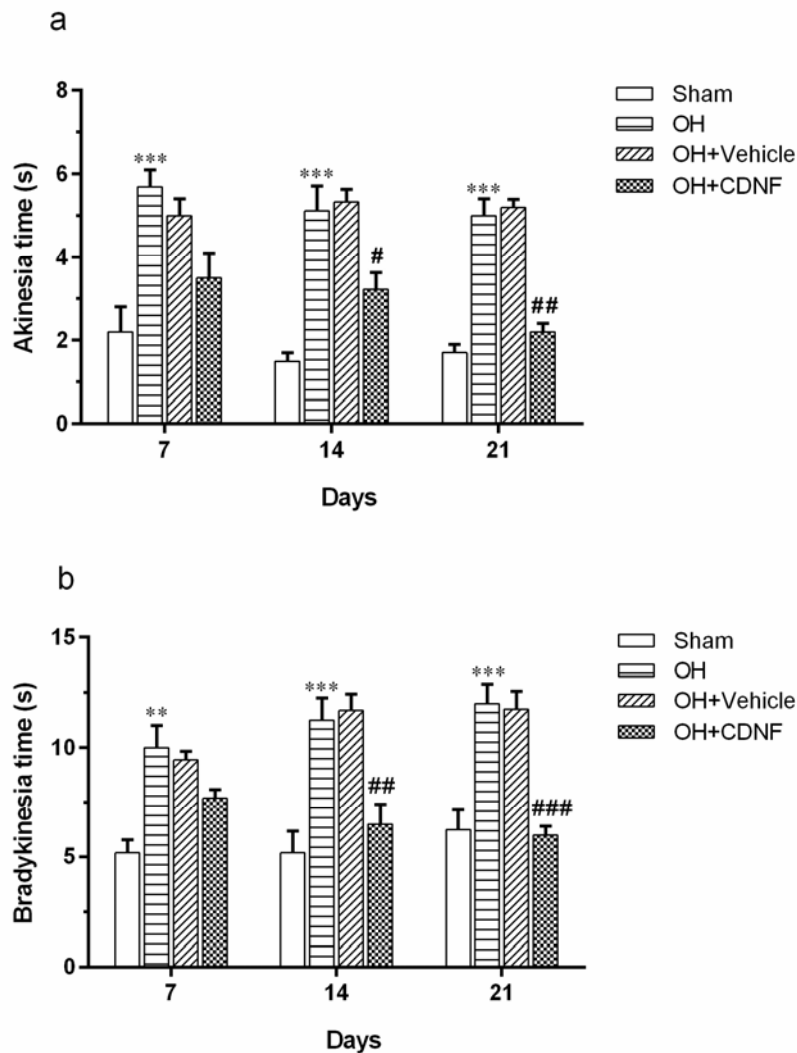 a
Akinesia time (s)
8
6
4
2
0
***
***
***
#
##
7
14
21
Days
Sham
OH
OH+Vehicle
OH+CDNF
b
Bradykinesia time (s)
15
10
5
0
**
***
***
##
###
7
14
21
Days
Sham
OH
OH+Vehicle
OH+CDNF